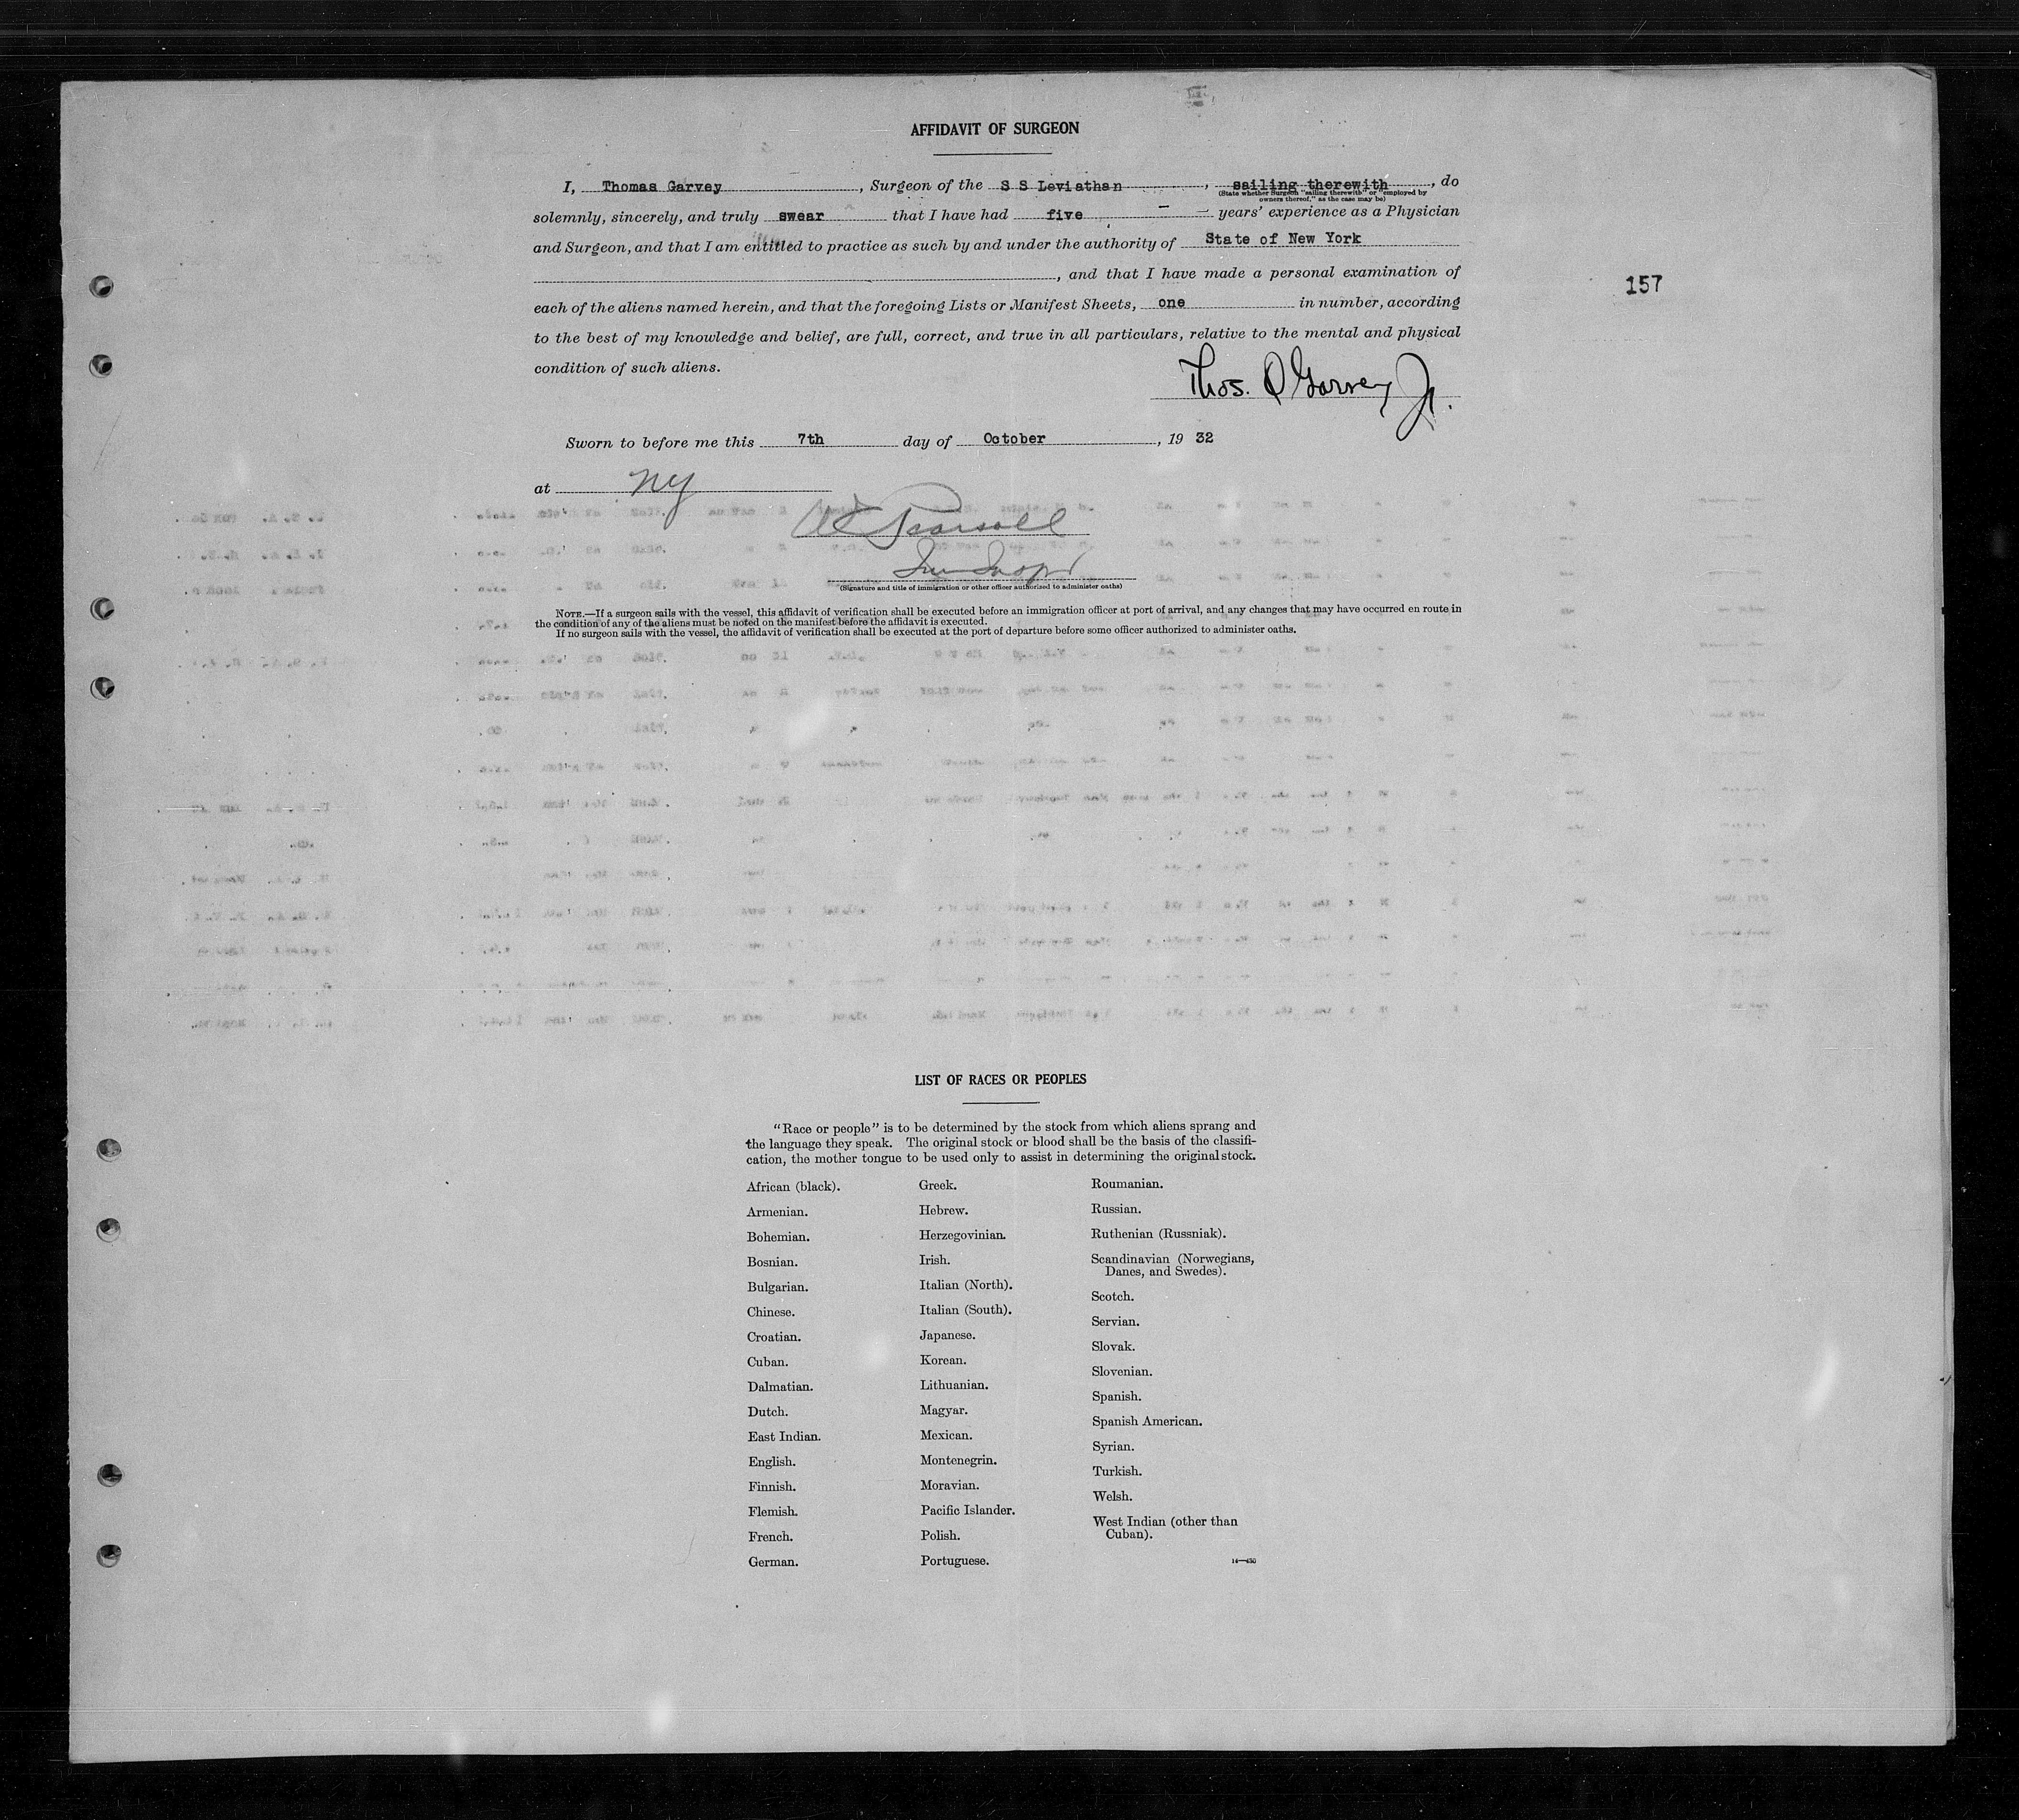 AFFIDAVIT OF SURGEON
I, Thomas Garvey, Surgeon of the S S Leviathan, sailing therewith, do
(State whether Surgeon "sailing therewith" or "employed by
owners thereof," as the case may be)
solemnly, sincerely, and truly swear that I have had five years' experience as a Physician
and Surgeon, and that I am entitled to practice as such by and under the authority of State of New York
, and that I have made a personal examination of
157
each of the aliens named herein, and that the foregoing Lists or Manifest Sheets, one in number, according
to the best of my knowledge and belief, are full, correct, and true in all particulars, relative to the mental and physical
condition of such aliens.
Thos. Garvey Jr.
Sworn to before me this 7th day of October, 19 32
at NY
Pearsall
Imm Inspr
(Signature and title of immigration or other officer authorized to administer oaths)
NOTE.—If a surgeon sails with the vessel, this affidavit of verification shall be executed before an immigration officer at port of arrival, and any changes that may have occurred en route in
the condition of any of the aliens must be noted on the manifest before the affidavit is executed.
If no surgeon sails with the vessel, the affidavit of verification shall be executed at the port of departure before some officer authorized to administer oaths.
LIST OF RACES OR PEOPLES
"Race or people" is to be determined by the stock from which aliens sprang and
the language they speak. The original stock or blood shall be the basis of the classifi-
cation, the mother tongue to be used only to assist in determining the original stock.
African (black).
Armenian.
Bohemian.
Bosnian.
Bulgarian.
Chinese.
Croatian.
Cuban.
Dalmatian.
Dutch.
East Indian.
English.
Finnish.
Flemish.
French.
German.
Greek.
Hebrew.
Herzegovinian.
Irish.
Italian (North).
Italian (South).
Japanese.
Korean.
Lithuanian.
Magyar.
Mexican.
Montenegrin.
Moravian.
Pacific Islander.
Polish.
Portuguese.
Roumanian.
Russian.
Ruthenian (Russniak).
Scandinavian (Norwegians,
Danes, and Swedes).
Scotch.
Servian.
Slovak.
Slovenian.
Spanish.
Spanish American.
Syrian.
Turkish.
Welsh.
West Indian (other than
Cuban).